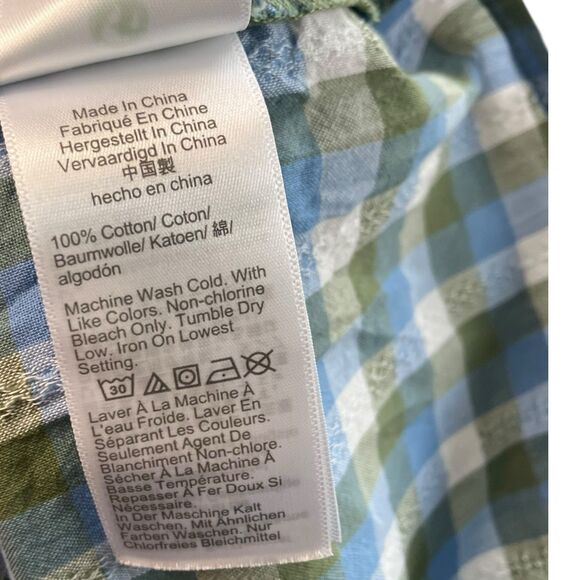 Made In China
Fabriqué En Chine
Hergestellt In China
Vervaardigd In China
中国製
hecho en china
100% Cotton/ Coton/
Baumwolle/ Katoen/ 綿/
algodón
Machine Wash Cold. With
Like Colors. Non-chlorine
Bleach Only. Tumble Dry
Low. Iron On Lowest
Setting.
30
Laver À La Machine À
L'eau Froide. Laver En
Séparant Les Couleurs.
Seulement Agent De
Blanchiment Non-chlore.
Sécher À La Machine À
Basse Température.
Repasser À Fer Doux Si
Nécessaire.
In Der Maschine Kalt
Waschen, Mit Ähnlichen
Farben Waschen. Nur
Chlorfreies Bleichmittel